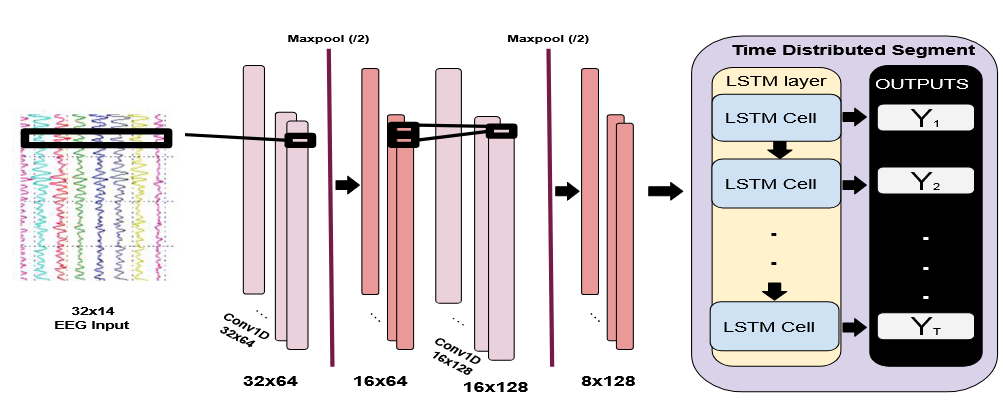 Maxpool (/2)
Maxpool (/2)
Time Distributed Segment
LSTM layer
OUTPUTS
LSTM Cell
Y1
LSTM Cell
Y2
LSTM Cell
YT
32x14
EEG Input
...
Conv1D
32x64
...
...
Conv1D
16x128
...
32x64
16x64
16x128
8x128